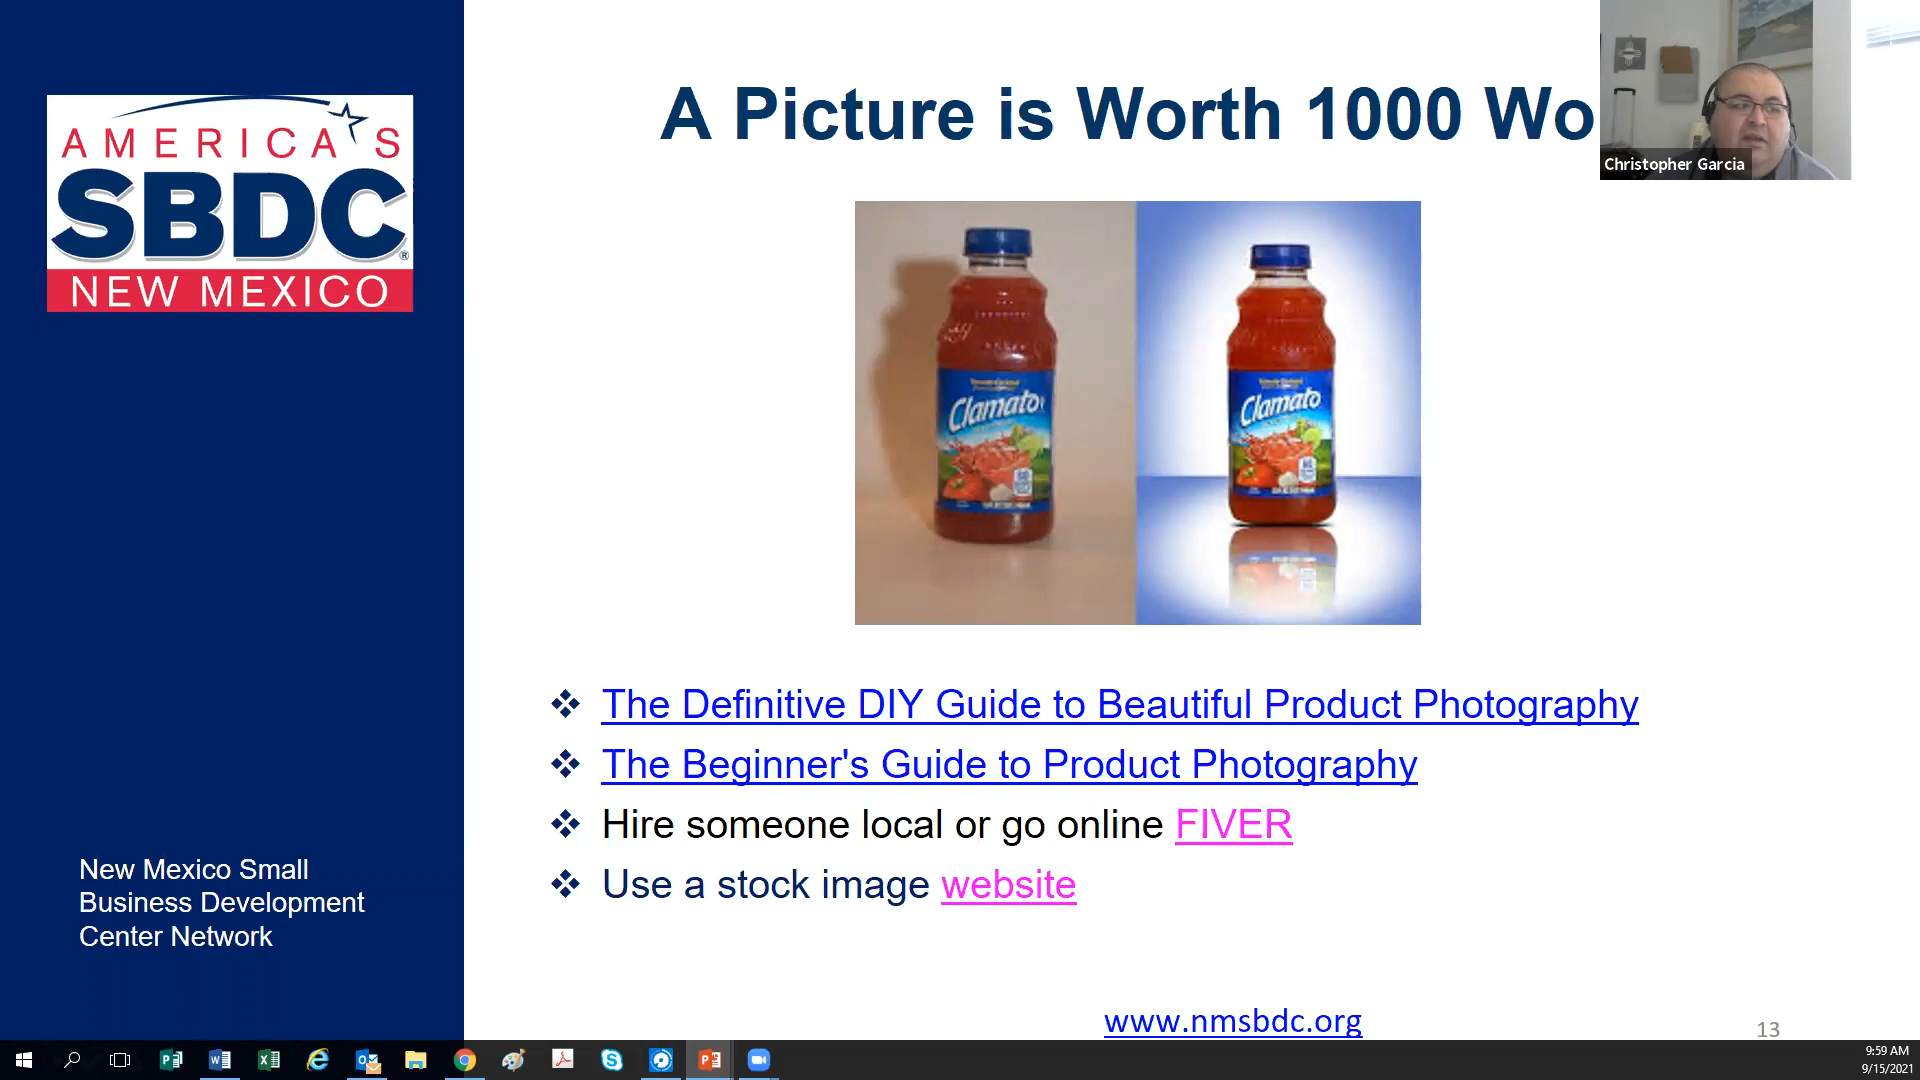 A Picture is Worth 1000 Wo
Christopher Garcia
AMERICA'S
SBDC®
NEW MEXICO
Clamato
Clamato
The Definitive DIY Guide to Beautiful Product Photography
The Beginner's Guide to Product Photography
Hire someone local or go online FIVER
Use a stock image website
New Mexico Small
Business Development
Center Network
www.nmsbdc.org
13
9:59 AM
9/15/2021